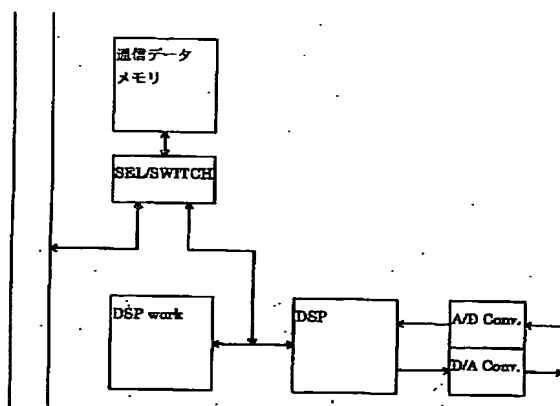 通信データ
メモリ
SEL/SWITCH
DSP work
DSP
A/D Conv.
D/A Conv.